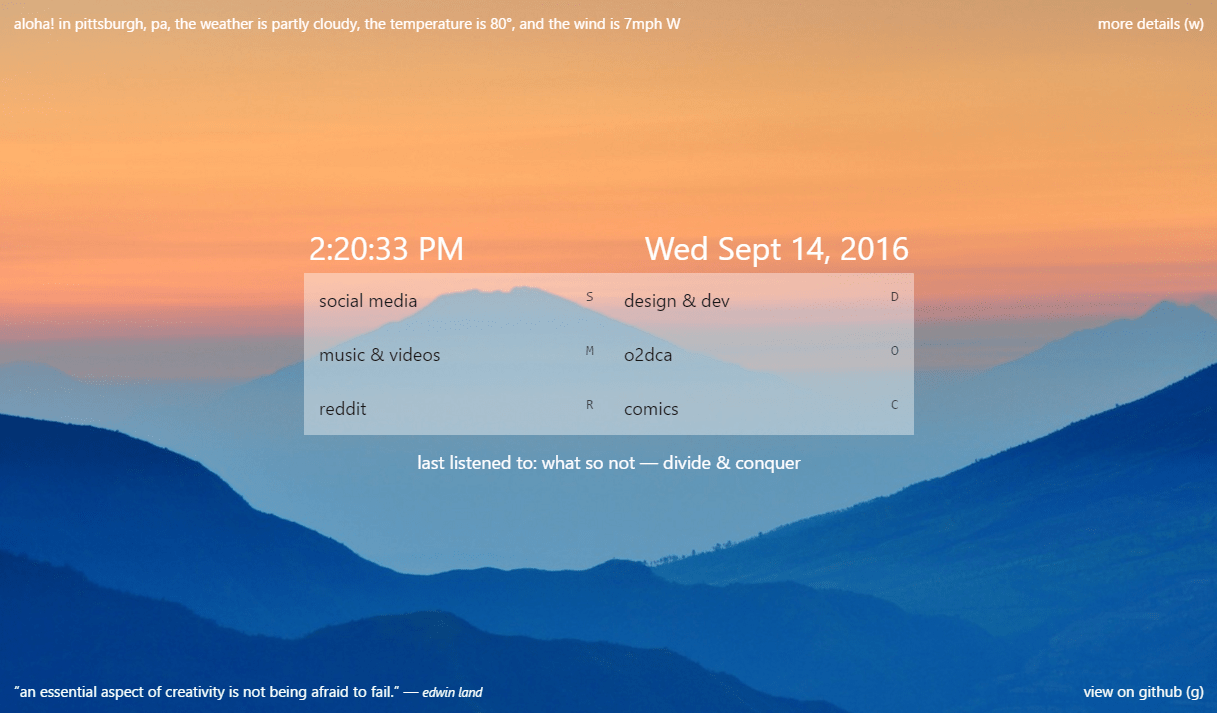 aloha! in pittsburgh, pa, the weather is partly cloudy, the temperature is 80°, and the wind is 7mph W
more details (w)
2:20:33 PM
Wed Sept 14, 2016
social media S
design & dev D
music & videos M
o2dca O
reddit R
comics C
last listened to: what so not — divide & conquer
"an essential aspect of creativity is not being afraid to fail." — edwin land
view on github (g)